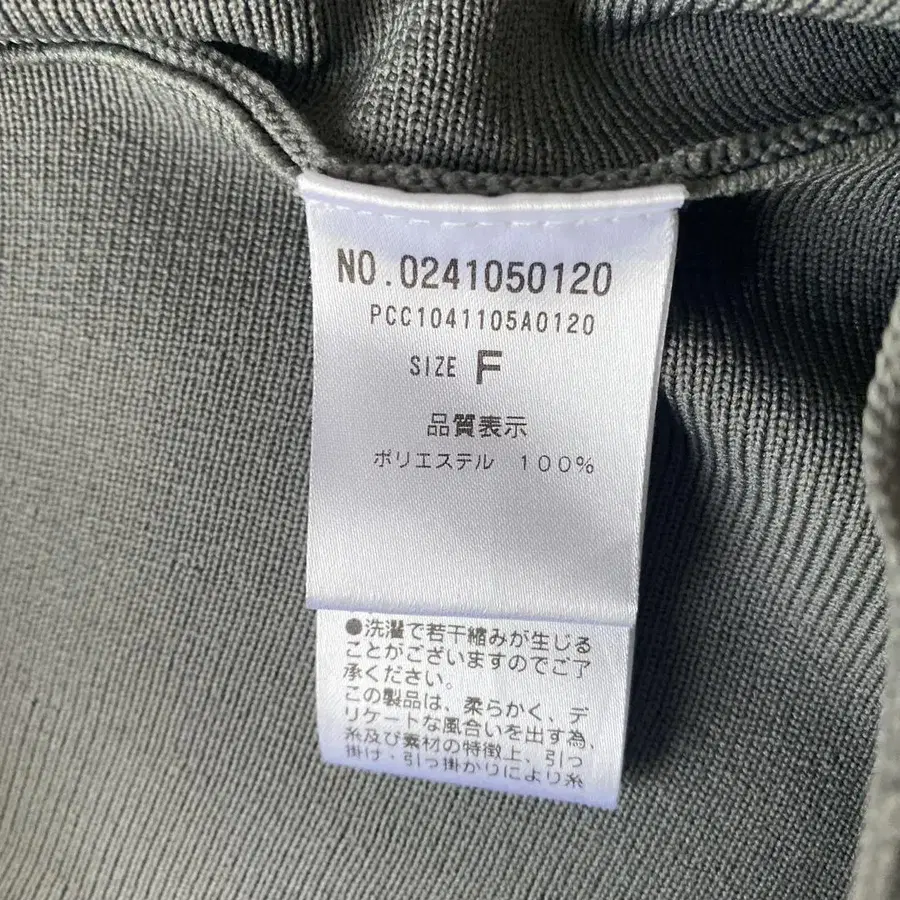 NO.0241050120
PCC1041105A0120
SIZE F
品質表示
ポリエステル 100%
●洗濯で若干縮みが生じる
ことがございますのでご了
承ください。
この製品は、柔らかく、デ
リケートな風合いを出す為、
糸及び素材の特徴上、引っ
掛け・引っ掛かりにより糸